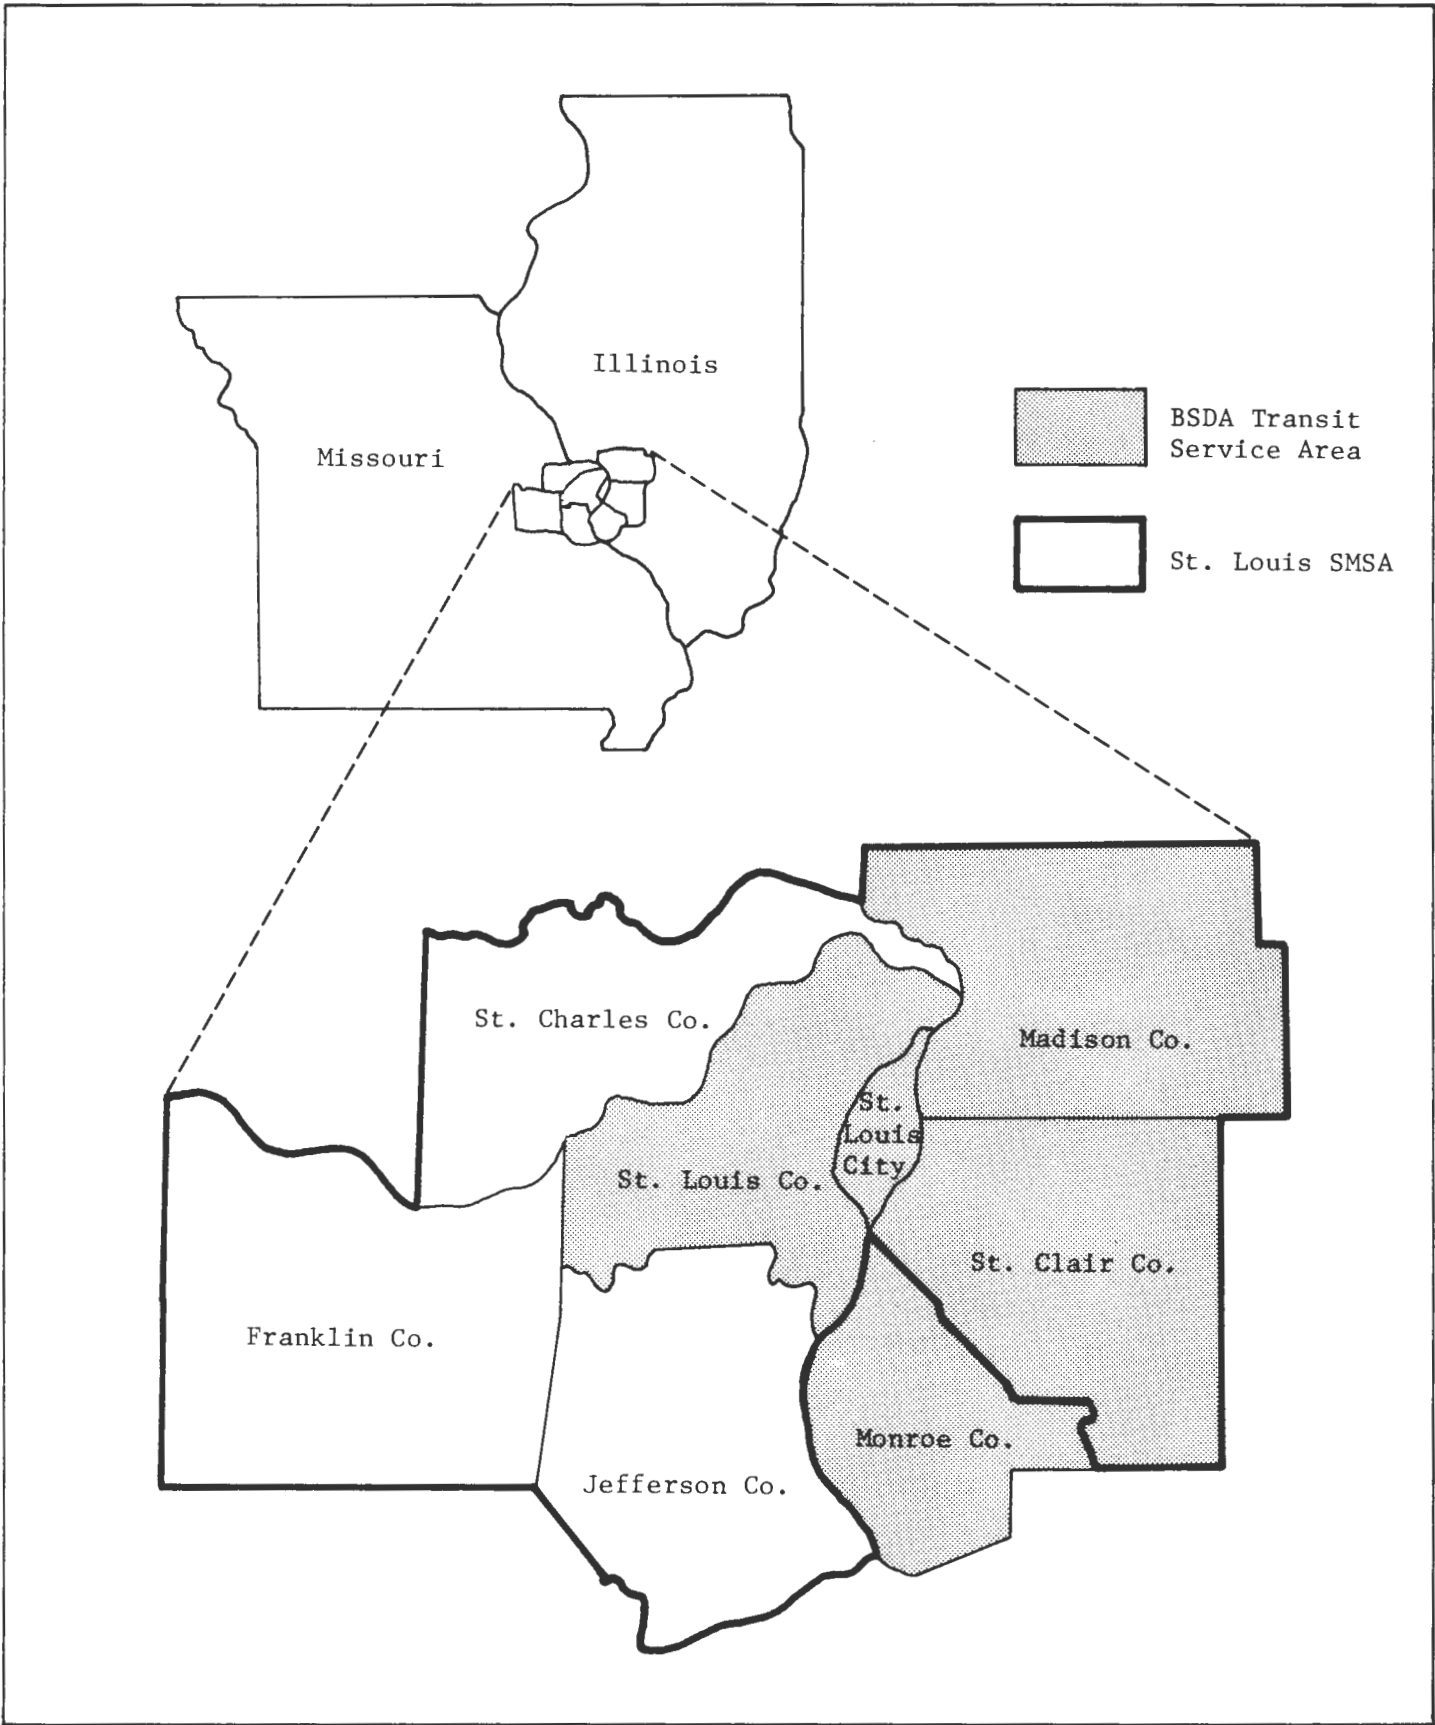 Illinois
Missouri
BSDA Transit
Service Area
St. Louis SMSA
St. Charles Co.
Madison Co.
St.
Louis
City
St. Louis Co.
St. Clair Co.
Franklin Co.
Monroe Co.
Jefferson Co.